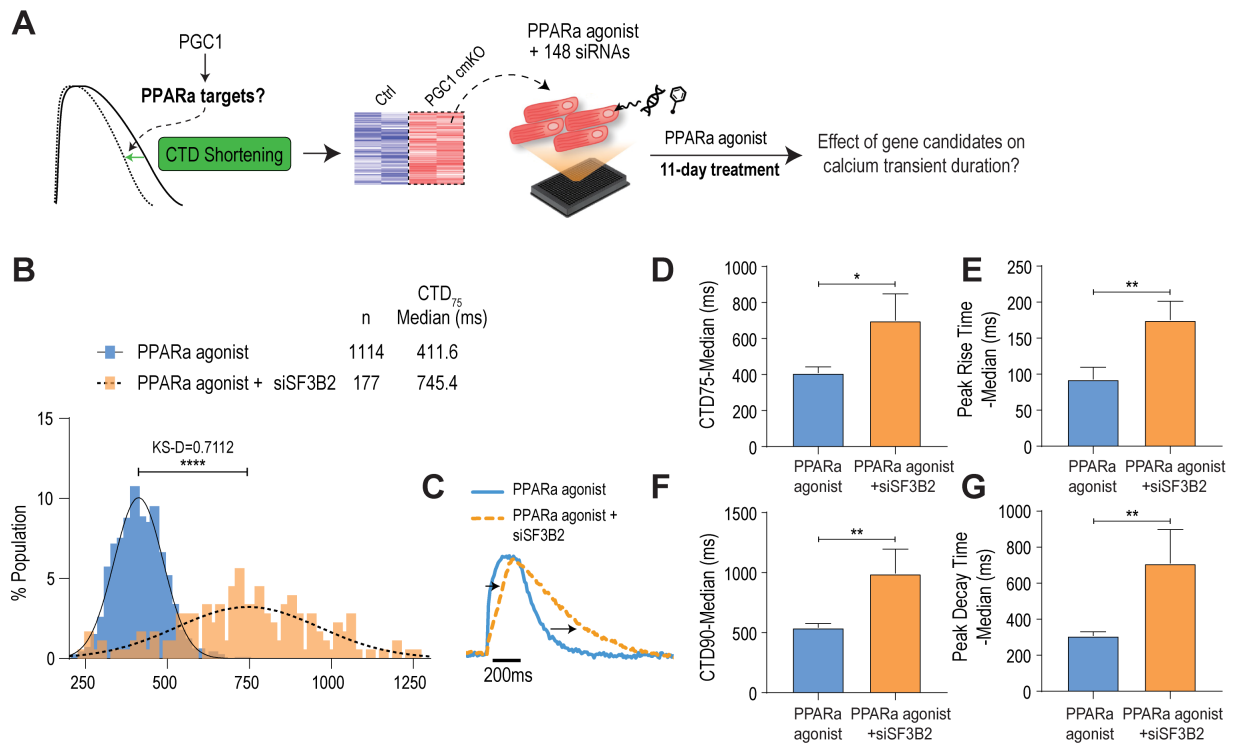 A
PGC1
PPARa targets?
CTD Shortening
Ctrl
PGC1 cmKO
PPARa agonist
+ 148 siRNAs
PPARa agonist
11-day treatment
Effect of gene candidates on
calcium transient duration?
B
n
CTD75
Median (ms)
PPARa agonist
1114
411.6
PPARa agonist + siSF3B2
177
745.4
% Population
15
10
5
0
KS-D=0.7112
****
250
500
750
1000
1250
C
PPARa agonist
PPARa agonist +
siSF3B2
200ms
D
CTD75-Median (ms)
1000
800
600
400
200
0
*
PPARa
agonist
PPARa agonist
+siSF3B2
E
Peak Rise Time
-Median (ms)
250
200
150
100
50
0
**
PPARa
agonist
PPARa agonist
+siSF3B2
F
CTD90-Median (ms)
1500
1000
500
0
**
PPARa
agonist
PPARa agonist
+siSF3B2
G
Peak Decay Time
-Median (ms)
1000
800
600
400
200
0
**
PPARa
agonist
PPARa agonist
+siSF3B2